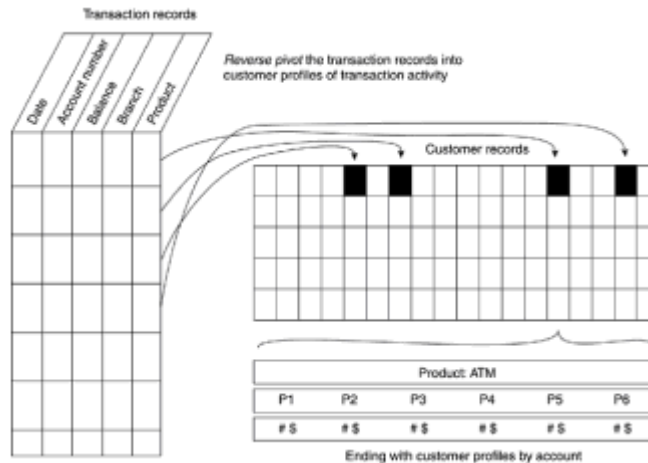 Transaction records
Date
Account number
Balance
Branch
Product
Reverse pivot the transaction records into
customer profiles of transaction activity
Customer records
Product: ATM
P1 P2 P3 P4 P5 P6
# $ # $ # $ # $ # $ # $
Ending with customer profiles by account